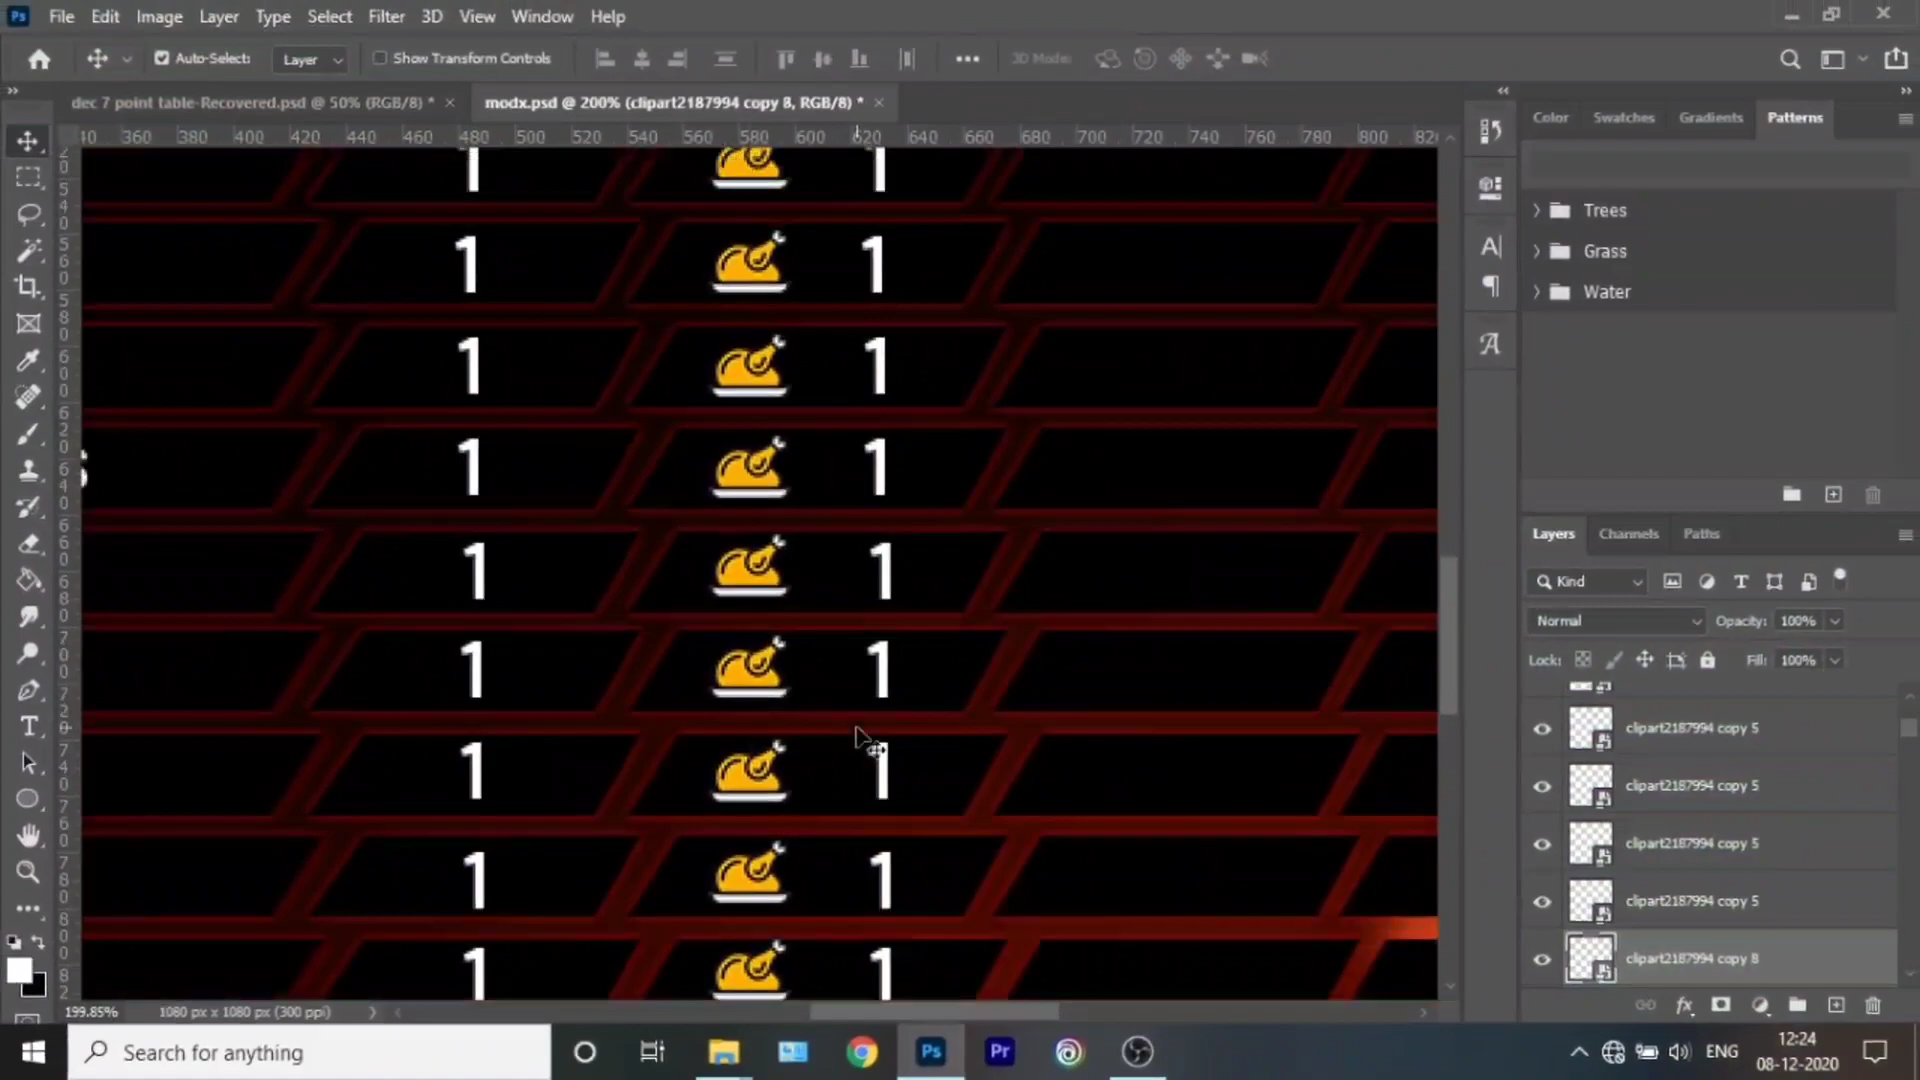 Ps File Edit Image Layer Type Select Filter 3D View Window Help
Auto-Select: Layer Show Transform Controls 3D Mode:
dec 7 point table-Recovered.psd @ 50% (RGB/8) * × modx.psd @ 200% (clipart2187994 copy 8, RGB/8) * ×
360 380 400 420 440 460 480 500 520 540 560 580 600 620 640 660 680 700 720 740 760 780 800
Color Swatches Gradients Patterns
Trees
Grass
Water
1 1
1 1
1 1
1 1
1 1
1 1
1 1
1 1
1 1
Layers Channels Paths
Kind
Normal Opacity: 100%
Lock: Fill: 100%
clipart2187994 copy 5
clipart2187994 copy 5
clipart2187994 copy 5
clipart2187994 copy 5
clipart2187994 copy 8
199.85% 1080 px x 1080 px (300 ppi)
Search for anything
Ps Pr
ENG
12:24
08-12-2020